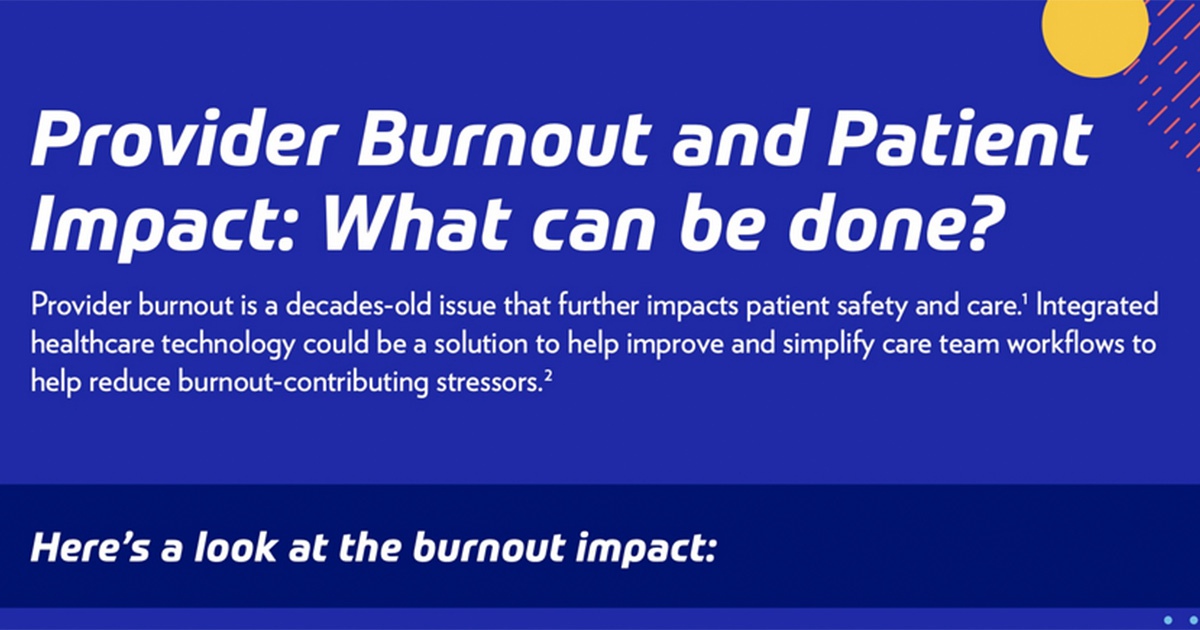 Provider Burnout and Patient
Impact: What can be done?
Provider burnout is a decades-old issue that further impacts patient safety and care.¹ Integrated
healthcare technology could be a solution to help improve and simplify care team workflows to
help reduce burnout-contributing stressors.²
Here’s a look at the burnout impact: